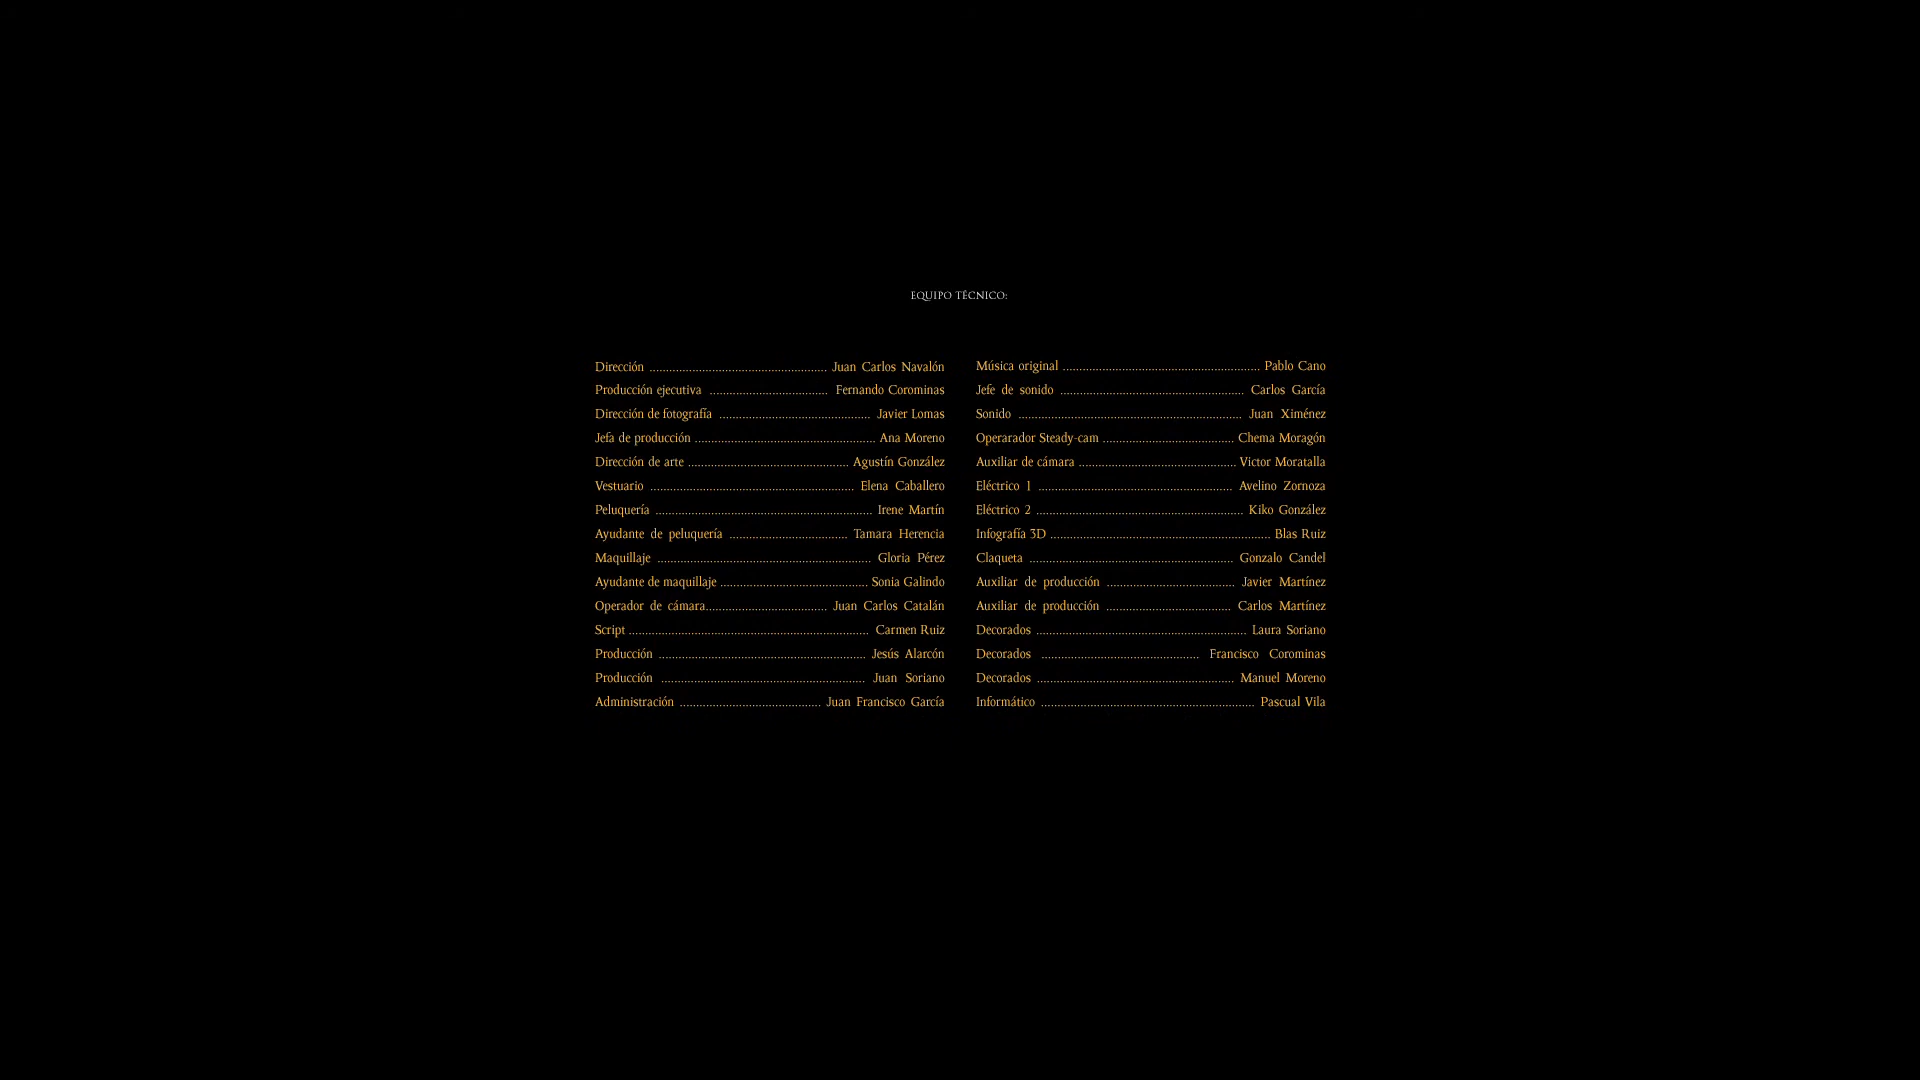 EQUIPO TÉCNICO:
Dirección ...................................................... Juan Carlos Navalón
Producción ejecutiva .................................... Fernando Corominas
Dirección de fotografía .............................................. Javier Lomas
Jefa de producción ....................................................... Ana Moreno
Dirección de arte ................................................. Agustín González
Vestuario .............................................................. Elena Caballero
Peluquería .................................................................. Irene Martín
Ayudante de peluquería .................................... Tamara Herencia
Maquillaje ................................................................. Gloria Pérez
Ayudante de maquillaje ............................................. Sonia Galindo
Operador de cámara..................................... Juan Carlos Catalán
Script ......................................................................... Carmen Ruiz
Producción ............................................................... Jesús Alarcón
Producción .............................................................. Juan Soriano
Administración ........................................... Juan Francisco García
Música original ............................................................ Pablo Cano
Jefe de sonido ........................................................ Carlos García
Sonido .................................................................... Juan Ximénez
Operarador Steady-cam ........................................ Chema Moragón
Auxiliar de cámara ................................................ Victor Moratalla
Eléctrico 1 ........................................................... Avelino Zornoza
Eléctrico 2 ............................................................... Kiko González
Infografía 3D ................................................................... Blas Ruiz
Claqueta .............................................................. Gonzalo Candel
Auxiliar de producción ....................................... Javier Martínez
Auxiliar de producción ...................................... Carlos Martínez
Decorados ................................................................ Laura Soriano
Decorados ................................................ Francisco Corominas
Decorados ............................................................ Manuel Moreno
Informático ................................................................. Pascual Vila